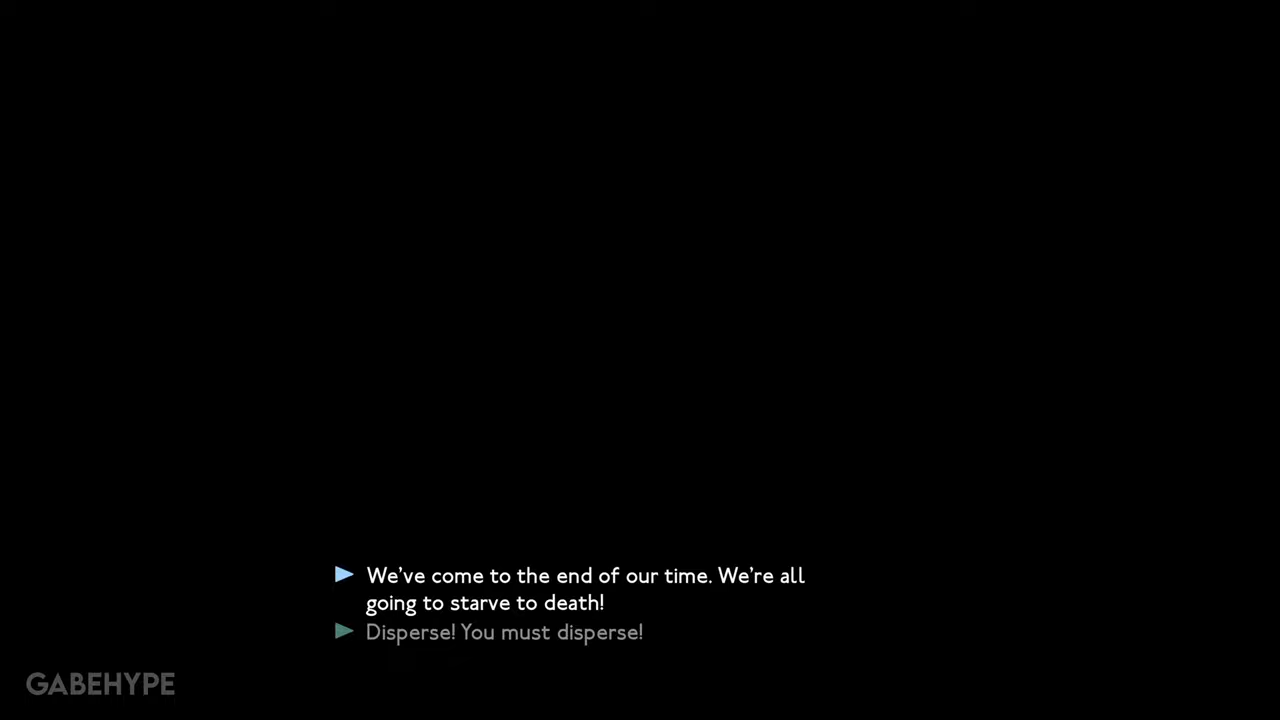 We’ve come to the end of our time. We’re all
going to starve to death!
Disperse! You must disperse!
GABEHYPE